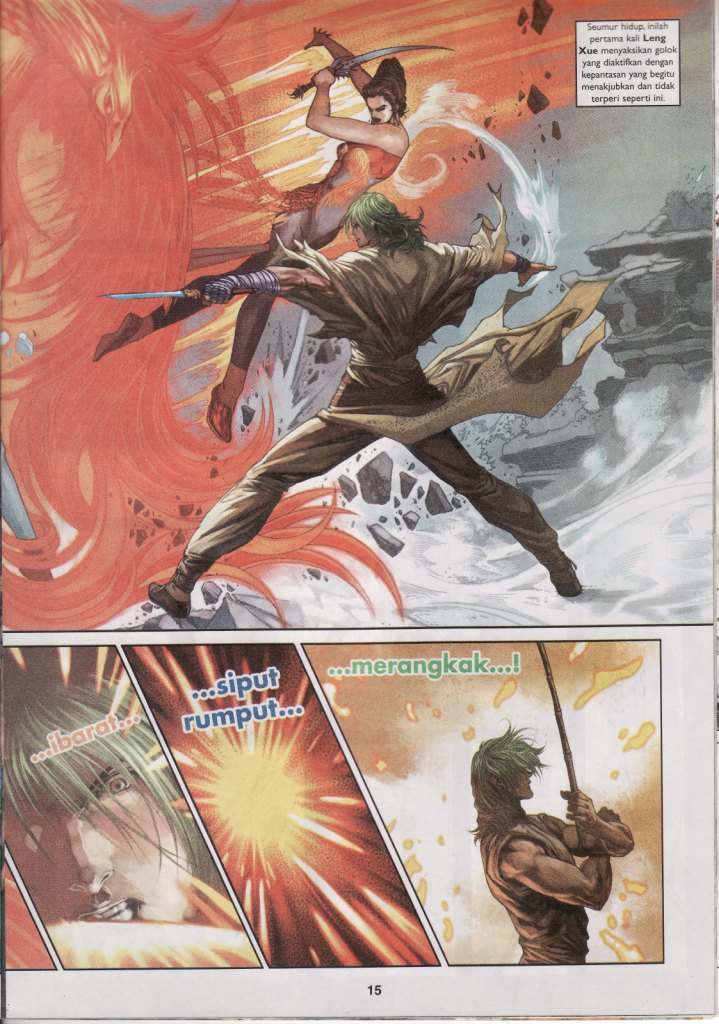 Seumur hidup, inilah
pertama kali Leng
Xue menyaksikan golok
yang diaktifkan dengan
kepantasan yang begitu
menakjubkan dan tidak
terperi seperti ini.
...ibarat...
...siput
rumput...
...merangkak...!
15